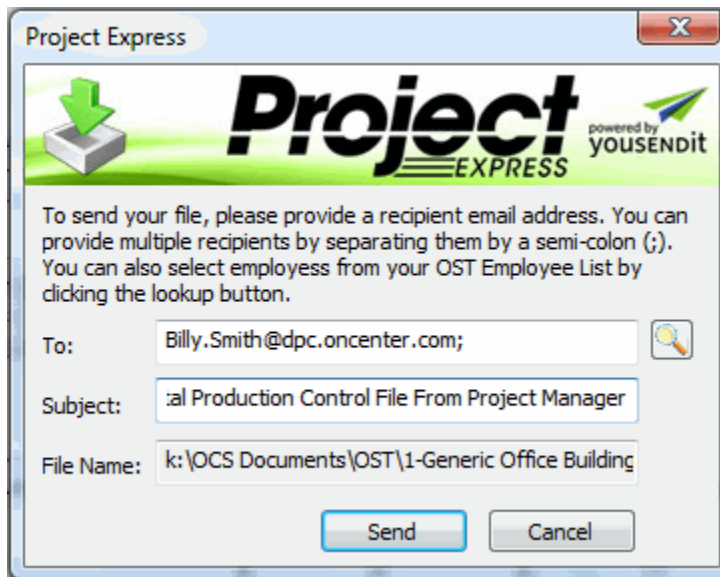 Project Express
Project
EXPRESS
powered by
YOUSENDIT
To send your file, please provide a recipient email address. You can
provide multiple recipients by separating them by a semi-colon (;).
You can also select employess from your OST Employee List by
clicking the lookup button.
To: Billy.Smith@dpc.oncenter.com;
Subject: :al Production Control File From Project Manager
File Name: k:\OCS Documents\OST\1-Generic Office Building
Send Cancel